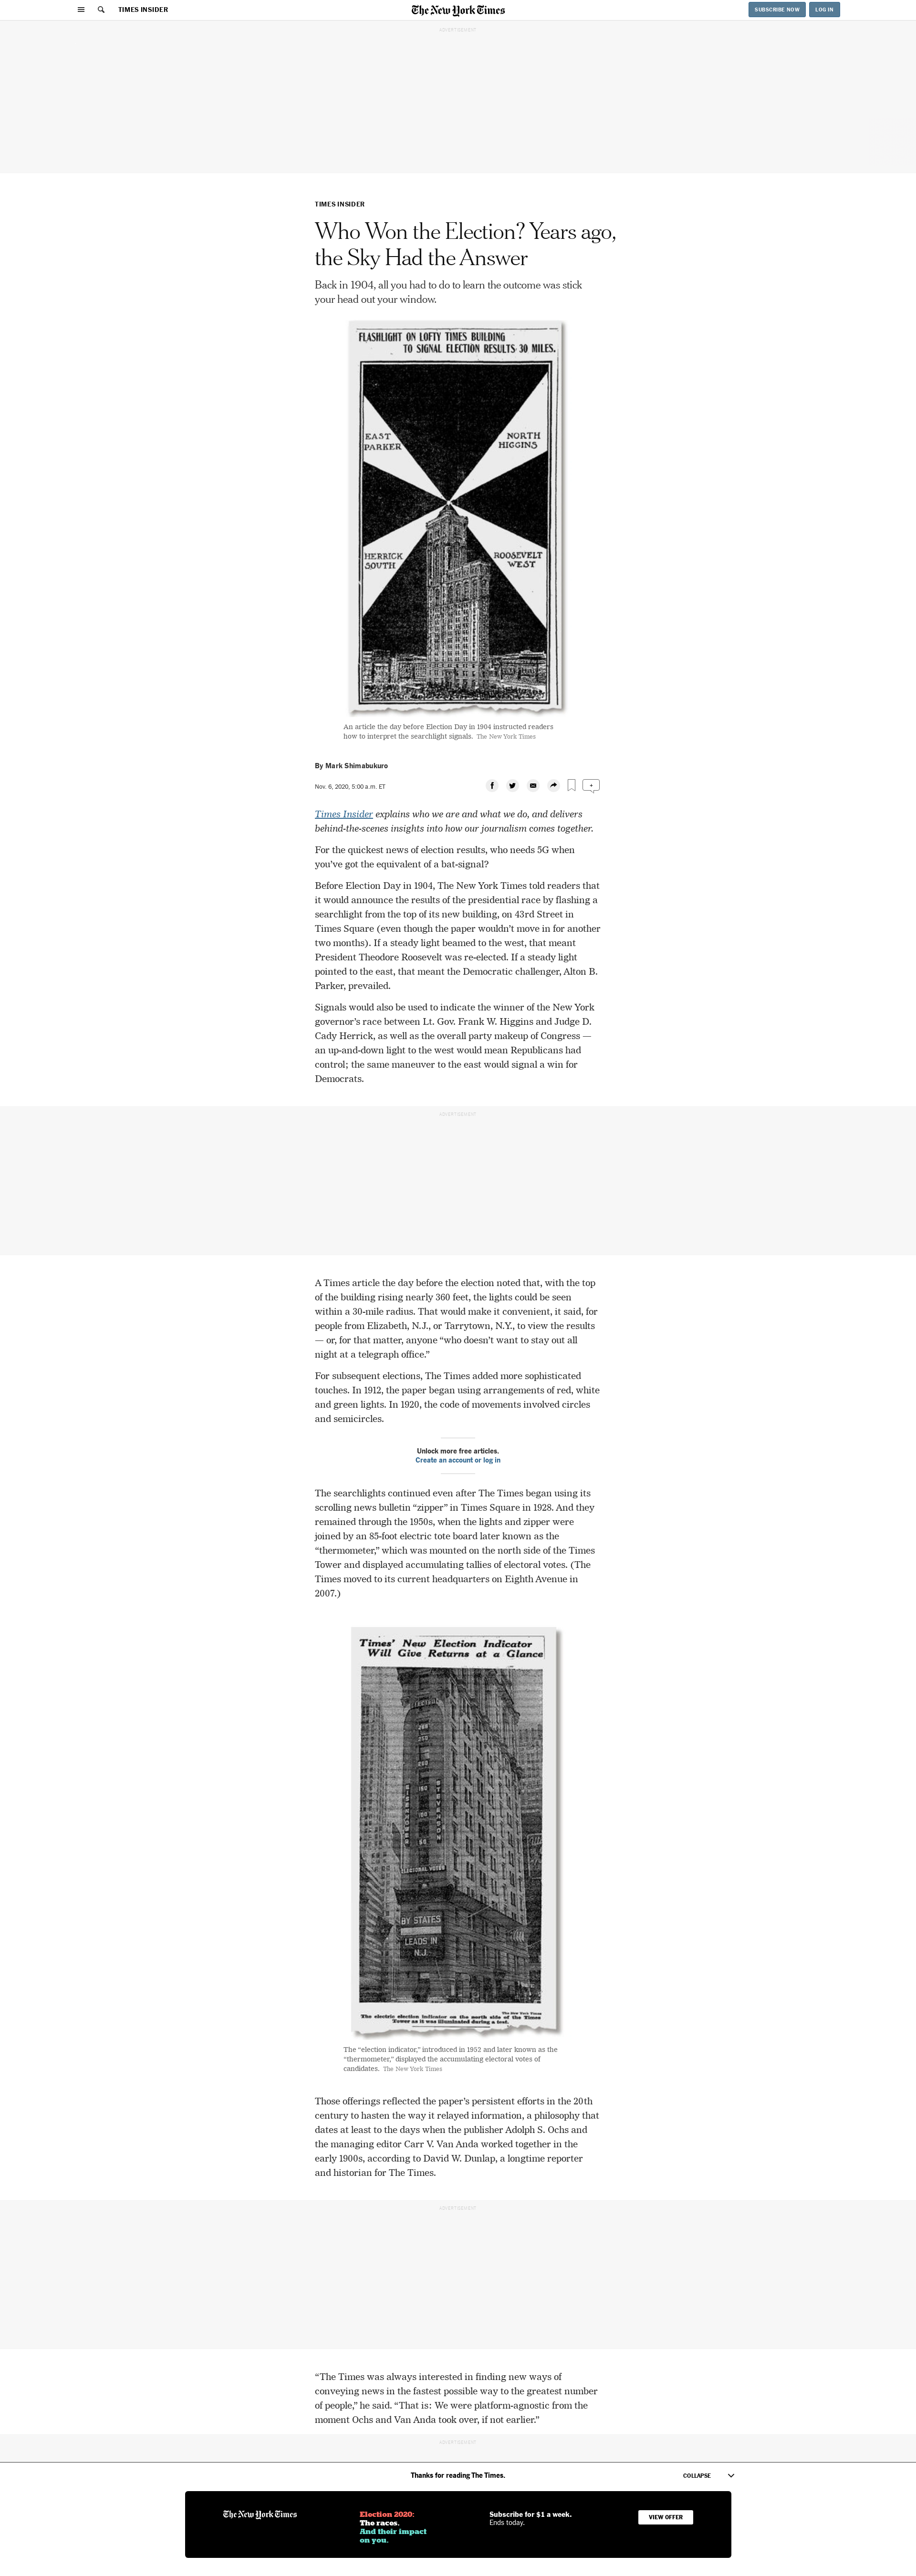 TIMES INSIDER
The New York Times
SUBSCRIBE NOW
LOG IN
ADVERTISEMENT
TIMES INSIDER
Who Won the Election? Years ago,
the Sky Had the Answer
Back in 1904, all you had to do to learn the outcome was stick
your head out your window.
FLASHLIGHT ON LOFTY TIMES BUILDING
TO SIGNAL ELECTION RESULTS 30 MILES.
EAST
PARKER
NORTH
HIGGINS
HERRICK
SOUTH
ROOSEVELT
WEST
An article the day before Election Day in 1904 instructed readers
how to interpret the searchlight signals. The New York Times
By Mark Shimabukuro
Nov. 6, 2020, 5:00 a.m. ET
Times Insider explains who we are and what we do, and delivers
behind-the-scenes insights into how our journalism comes together.
For the quickest news of election results, who needs 5G when
you’ve got the equivalent of a bat-signal?
Before Election Day in 1904, The New York Times told readers that
it would announce the results of the presidential race by flashing a
searchlight from the top of its new building, on 43rd Street in
Times Square (even though the paper wouldn’t move in for another
two months). If a steady light beamed to the west, that meant
President Theodore Roosevelt was re-elected. If a steady light
pointed to the east, that meant the Democratic challenger, Alton B.
Parker, prevailed.
Signals would also be used to indicate the winner of the New York
governor’s race between Lt. Gov. Frank W. Higgins and Judge D.
Cady Herrick, as well as the overall party makeup of Congress —
an up-and-down light to the west would mean Republicans had
control; the same maneuver to the east would signal a win for
Democrats.
ADVERTISEMENT
A Times article the day before the election noted that, with the top
of the building rising nearly 360 feet, the lights could be seen
within a 30-mile radius. That would make it convenient, it said, for
people from Elizabeth, N.J., or Tarrytown, N.Y., to view the results
— or, for that matter, anyone “who doesn’t want to stay out all
night at a telegraph office.”
For subsequent elections, The Times added more sophisticated
touches. In 1912, the paper began using arrangements of red, white
and green lights. In 1920, the code of movements involved circles
and semicircles.
Unlock more free articles.
Create an account or log in
The searchlights continued even after The Times began using its
scrolling news bulletin “zipper” in Times Square in 1928. And they
remained through the 1950s, when the lights and zipper were
joined by an 85-foot electric tote board later known as the
“thermometer,” which was mounted on the north side of the Times
Tower and displayed accumulating tallies of electoral votes. (The
Times moved to its current headquarters on Eighth Avenue in
2007.)
Times’ New Election Indicator
Will Give Returns at a Glance
EISENHOWER
STEVENSON
ELECTORAL VOTES
BY STATES
LEADS IN
N.J.
The New York Times
The electric election indicator on the north side of the Times
Tower as it was illuminated during a test.
The “election indicator,” introduced in 1952 and later known as the
“thermometer,” displayed the accumulating electoral votes of
candidates. The New York Times
Those offerings reflected the paper’s persistent efforts in the 20th
century to hasten the way it relayed information, a philosophy that
dates at least to the days when the publisher Adolph S. Ochs and
the managing editor Carr V. Van Anda worked together in the
early 1900s, according to David W. Dunlap, a longtime reporter
and historian for The Times.
ADVERTISEMENT
“The Times was always interested in finding new ways of
conveying news in the fastest possible way to the greatest number
of people,” he said. “That is: We were platform-agnostic from the
moment Ochs and Van Anda took over, if not earlier.”
ADVERTISEMENT
Thanks for reading The Times.
COLLAPSE
The New York Times
Election 2020:
The races.
And their impact
on you.
Subscribe for $1 a week.
Ends today.
VIEW OFFER